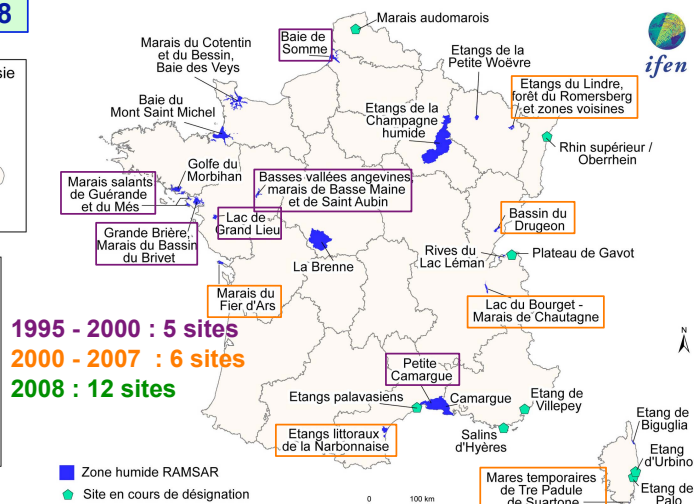 8
sie
Marais audomarois
Baie de
Somme
Marais du Cotentin
et du Bessin,
Baie des Veys
Etangs de la
Petite Woëvre
ifen
Etangs du Lindre,
forêt du Romersberg
et zones voisines
Baie du
Mont Saint Michel
Etangs de la
Champagne
humide
Rhin supérieur /
Oberrhein
Golfe du
Morbihan
Marais salants
de Guérande
et du Més
Basses vallées angevines,
marais de Basse Maine
et de Saint Aubin
Lac de
Grand Lieu
Grande Brière,
Marais du Bassin
du Brivet
Bassin du
Drugeon
La Brenne
Rives du
Lac Léman
Plateau de Gavot
Marais du
Fier d'Ars
Lac du Bourget -
Marais de Chautagne
1995 - 2000 : 5 sites
2000 - 2007 : 6 sites
2008 : 12 sites
N
Petite
Camargue
Etangs palavasiens
Camargue
Etang de
Villepey
Salins
d'Hyères
Etangs littoraux
de la Narbonnaise
Etang de
Biguglia
Etang
d'Urbino
Etang de
Palo
Mares temporaires
de Tre Padule
de Suartone
Zone humide RAMSAR
Site en cours de désignation
0 100 km